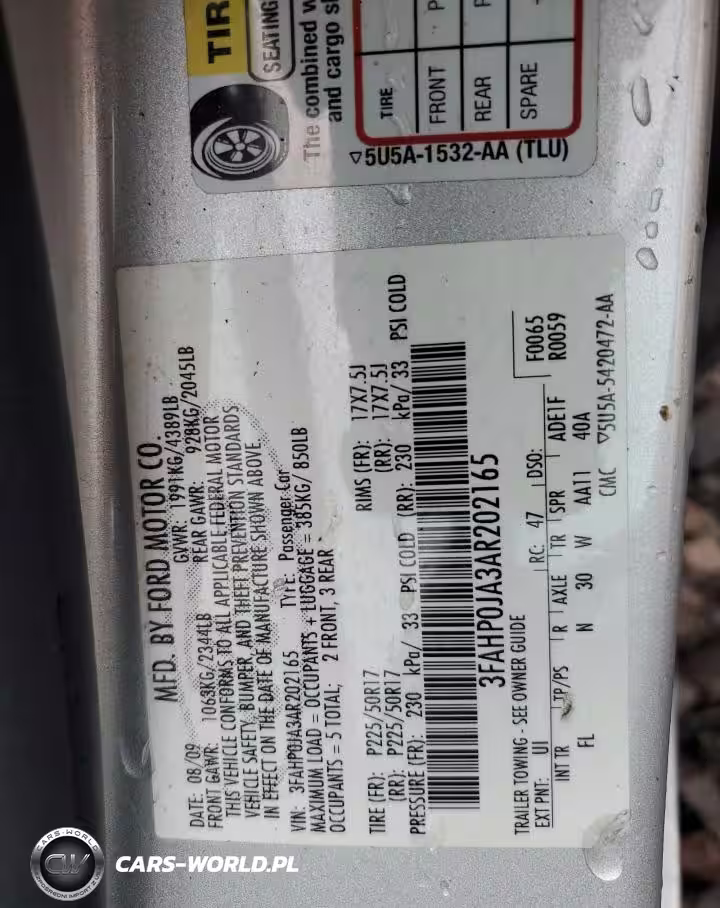 TIR
SEATING
The combined w
and cargo s
TIRE
FRONT P
REAR P
SPARE
▽5U5A-1532-AA (TLU)
MFD. BY FORD MOTOR CO.
DATE: 08/09 GVWR: 1991KG/4389LB
FRONT GAWR: 1063KG/2344LB REAR GAWR: 928KG/2045LB
THIS VEHICLE CONFORMS TO ALL APPLICABLE FEDERAL MOTOR
VEHICLE SAFETY, BUMPER, AND THEFT PREVENTION STANDARDS
IN EFFECT ON THE DATE OF MANUFACTURE SHOWN ABOVE.
VIN: 3FAHP0JA3AR202165 TYPE: Passenger Car
MAXIMUM LOAD = OCCUPANTS + LUGGAGE = 385KG/ 850LB
OCCUPANTS = 5 TOTAL; 2 FRONT, 3 REAR
TIRE (FR): P225/50R17 RIMS (FR): 17X7.5J
(RR): P225/50R17 (RR): 17X7.5J
PRESSURE (FR): 230 kPa/ 33 PSI COLD (RR): 230 kPa/ 33 PSI COLD
3FAHP0JA3AR202165
TRAILER TOWING - SEE OWNER GUIDE F0065
EXT PNT: UI RC: 47 DSO: R0059
INT TR TP/PS R AXLE TR SPR ADE1F
FL N 30 W AA11 40A
CMC ▽5U5A-5420472-AA
CARS-WORLD
CW
CARS-WORLD.PL